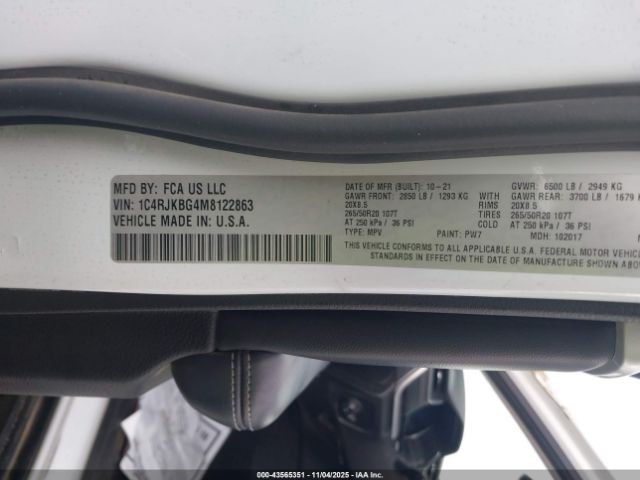 MFD BY: FCA US LLC
VIN: 1C4RJKBG4M8122863
VEHICLE MADE IN U.S.A.
DATE OF MFR (BUILT): 10-21
GAWR FRONT: 2850 LB / 1293 KG
20X8.5
265/50R20 107T
AT 250 kPa / 36 PSI
TYPE: MPV
PAINT: PW7
GVWR: 6500 LB / 2949 KG
WITH GAWR REAR: 3700 LB / 1679 K
RIMS 20X8.5
TIRES 265/50R20 107T
COLD AT 250 kPa / 36 PSI
MDH: 102017
THIS VEHICLE CONFORMS TO ALL APPLICABLE U.S.A. FEDERAL MOTOR VEHICLE
STANDARDS IN EFFECT ON THE DATE OF MANUFACTURE SHOWN ABOV
000-43565351 - 11/04/2025 - IAA Inc.